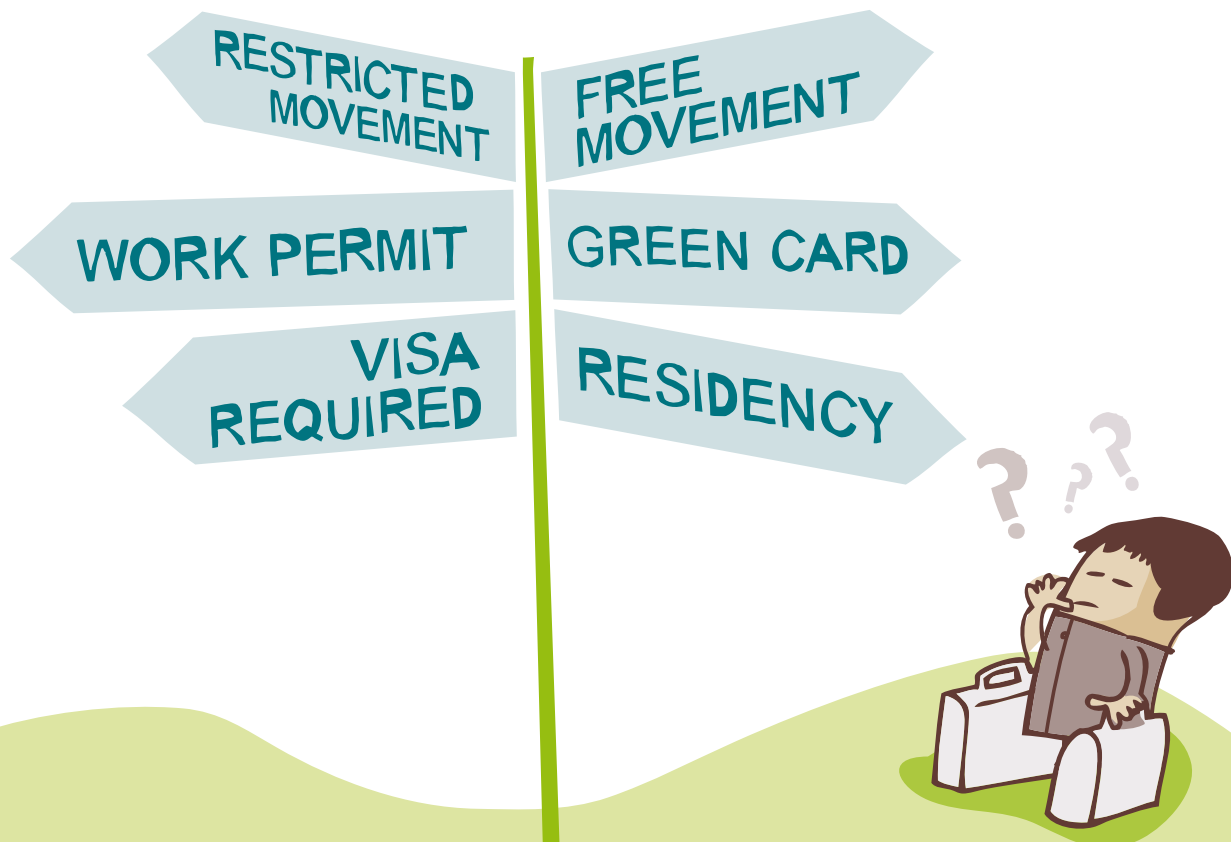 RESTRICTED
MOVEMENT
FREE
MOVEMENT
WORK PERMIT
GREEN CARD
VISA
REQUIRED
RESIDENCY
? ? ?